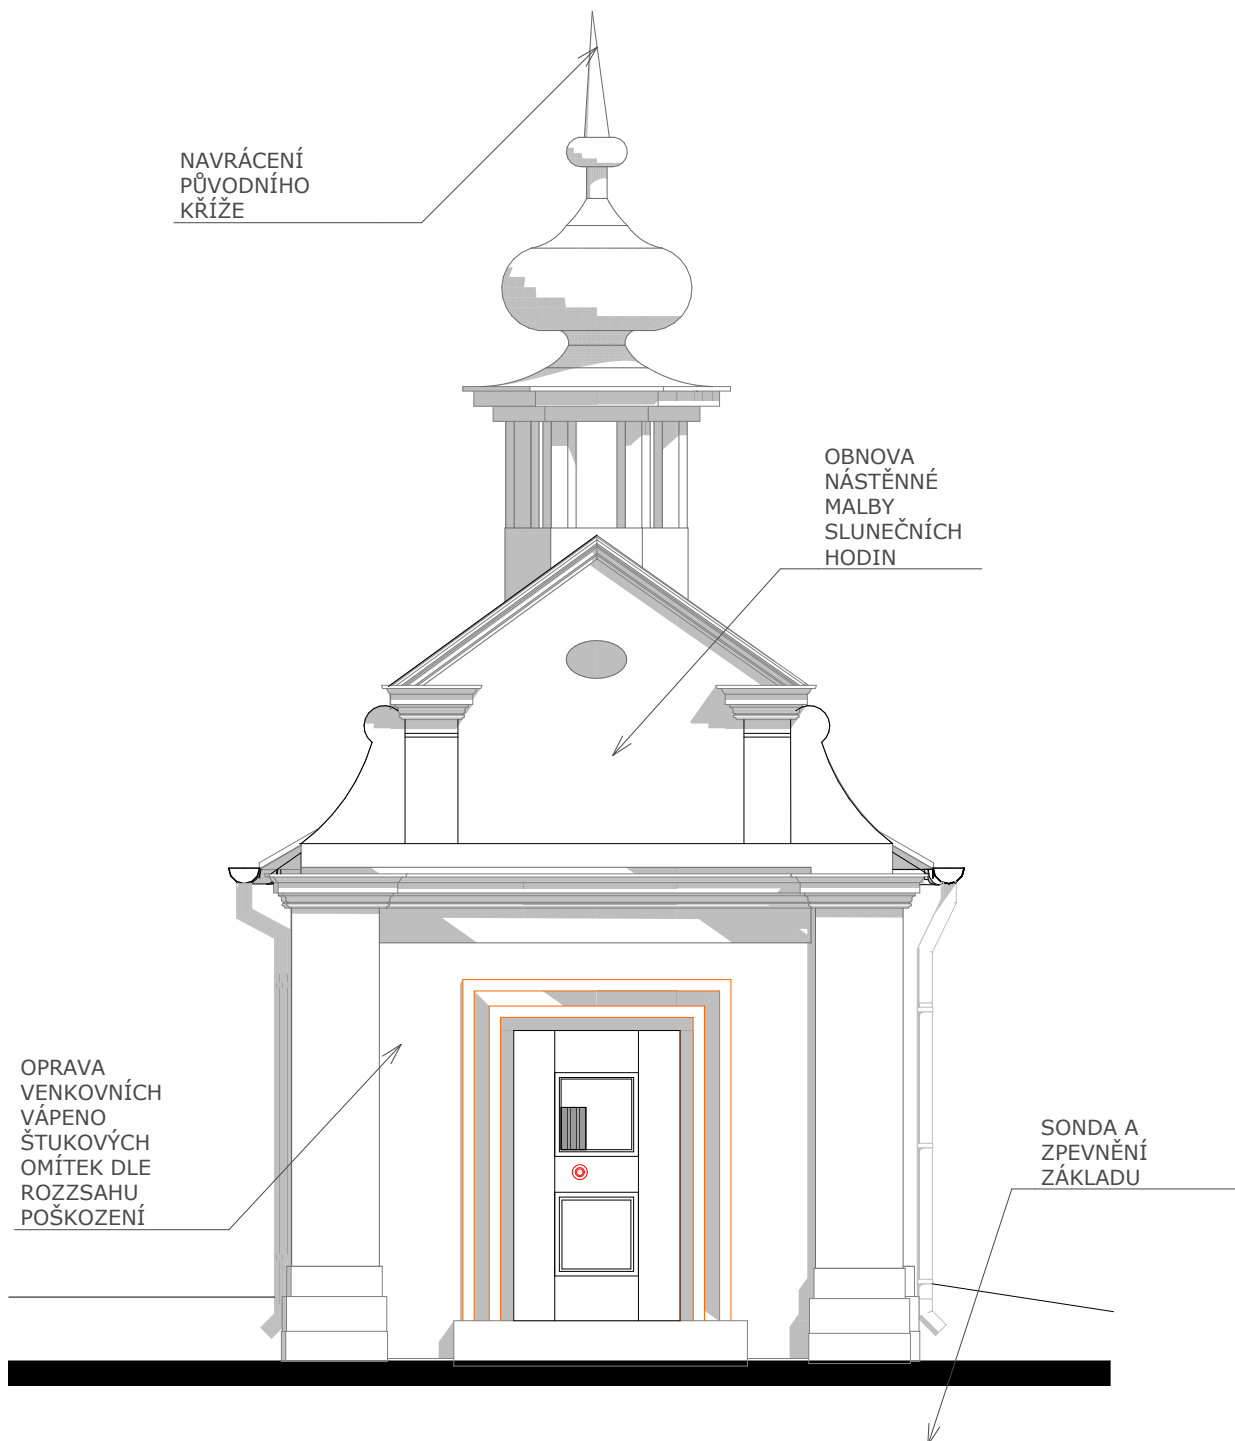 NAVRÁCENÍ
PŮVODNÍHO
KŘÍŽE
OBNOVA
NÁSTĚNNÉ
MALBY
SLUNEČNÍCH
HODIN
OPRAVA
VENKOVNÍCH
VÁPENO
ŠTUKOVÝCH
OMÍTEK DLE
ROZZSAHU
POŠKOZENÍ
SONDA A
ZPEVNĚNÍ
ZÁKLADU